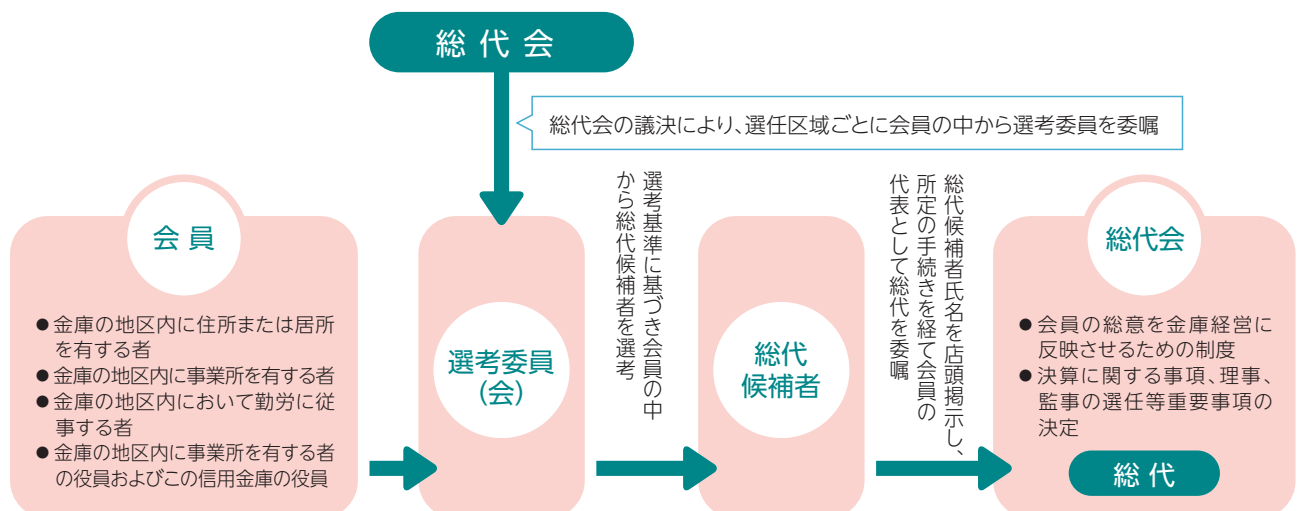 総代会
総代会の議決により、選任区域ごとに会員の中から選考委員を委嘱
会員
●金庫の地区内に住所または居所
を有する者
●金庫の地区内に事業所を有する者
●金庫の地区内において勤労に従
事する者
●金庫の地区内に事業所を有する者
の役員およびこの信用金庫の役員
選考委員
(会)
選考基準に基づき会員の中
から総代候補者を選考
総代
候補者
総代候補者氏名を店頭掲示し、
所定の手続きを経て会員の
代表として総代を委嘱
総代会
●会員の総意を金庫経営に
反映させるための制度
●決算に関する事項、理事、
監事の選任等重要事項の
決定
総代